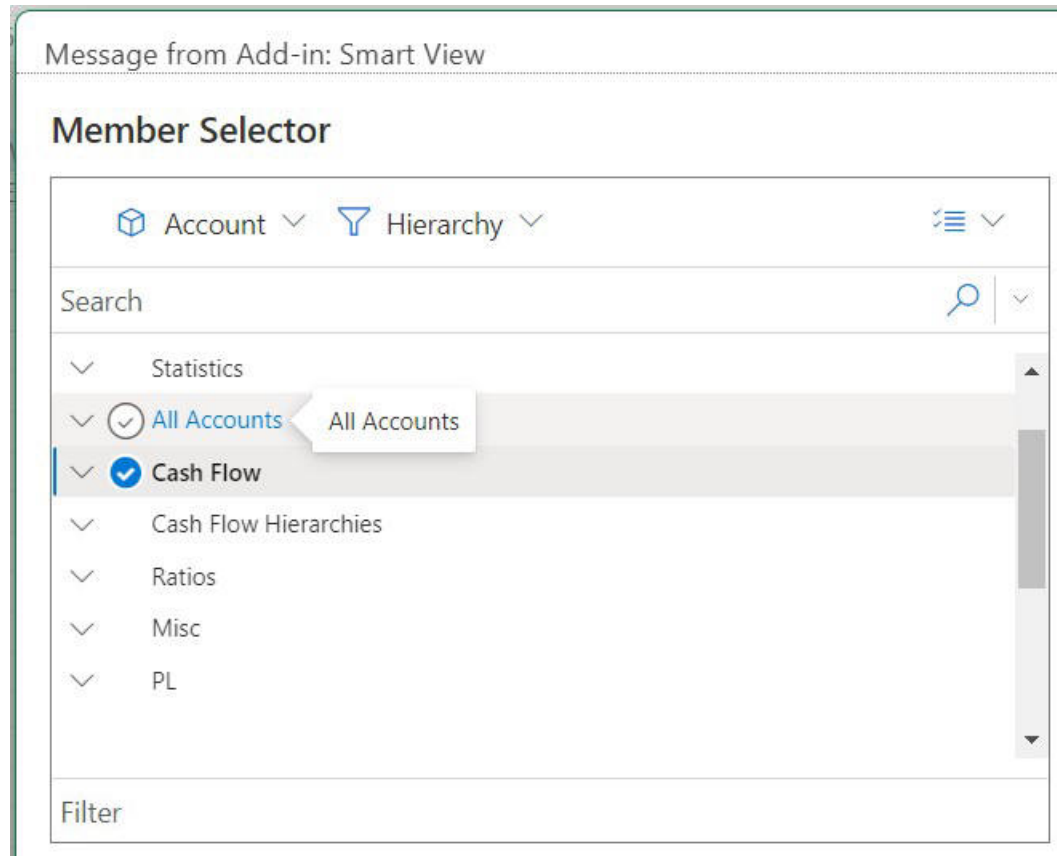 Message from Add-in: Smart View
Member Selector
Account Hierarchy
Search
Statistics
All Accounts All Accounts
Cash Flow
Cash Flow Hierarchies
Ratios
Misc
PL
Filter